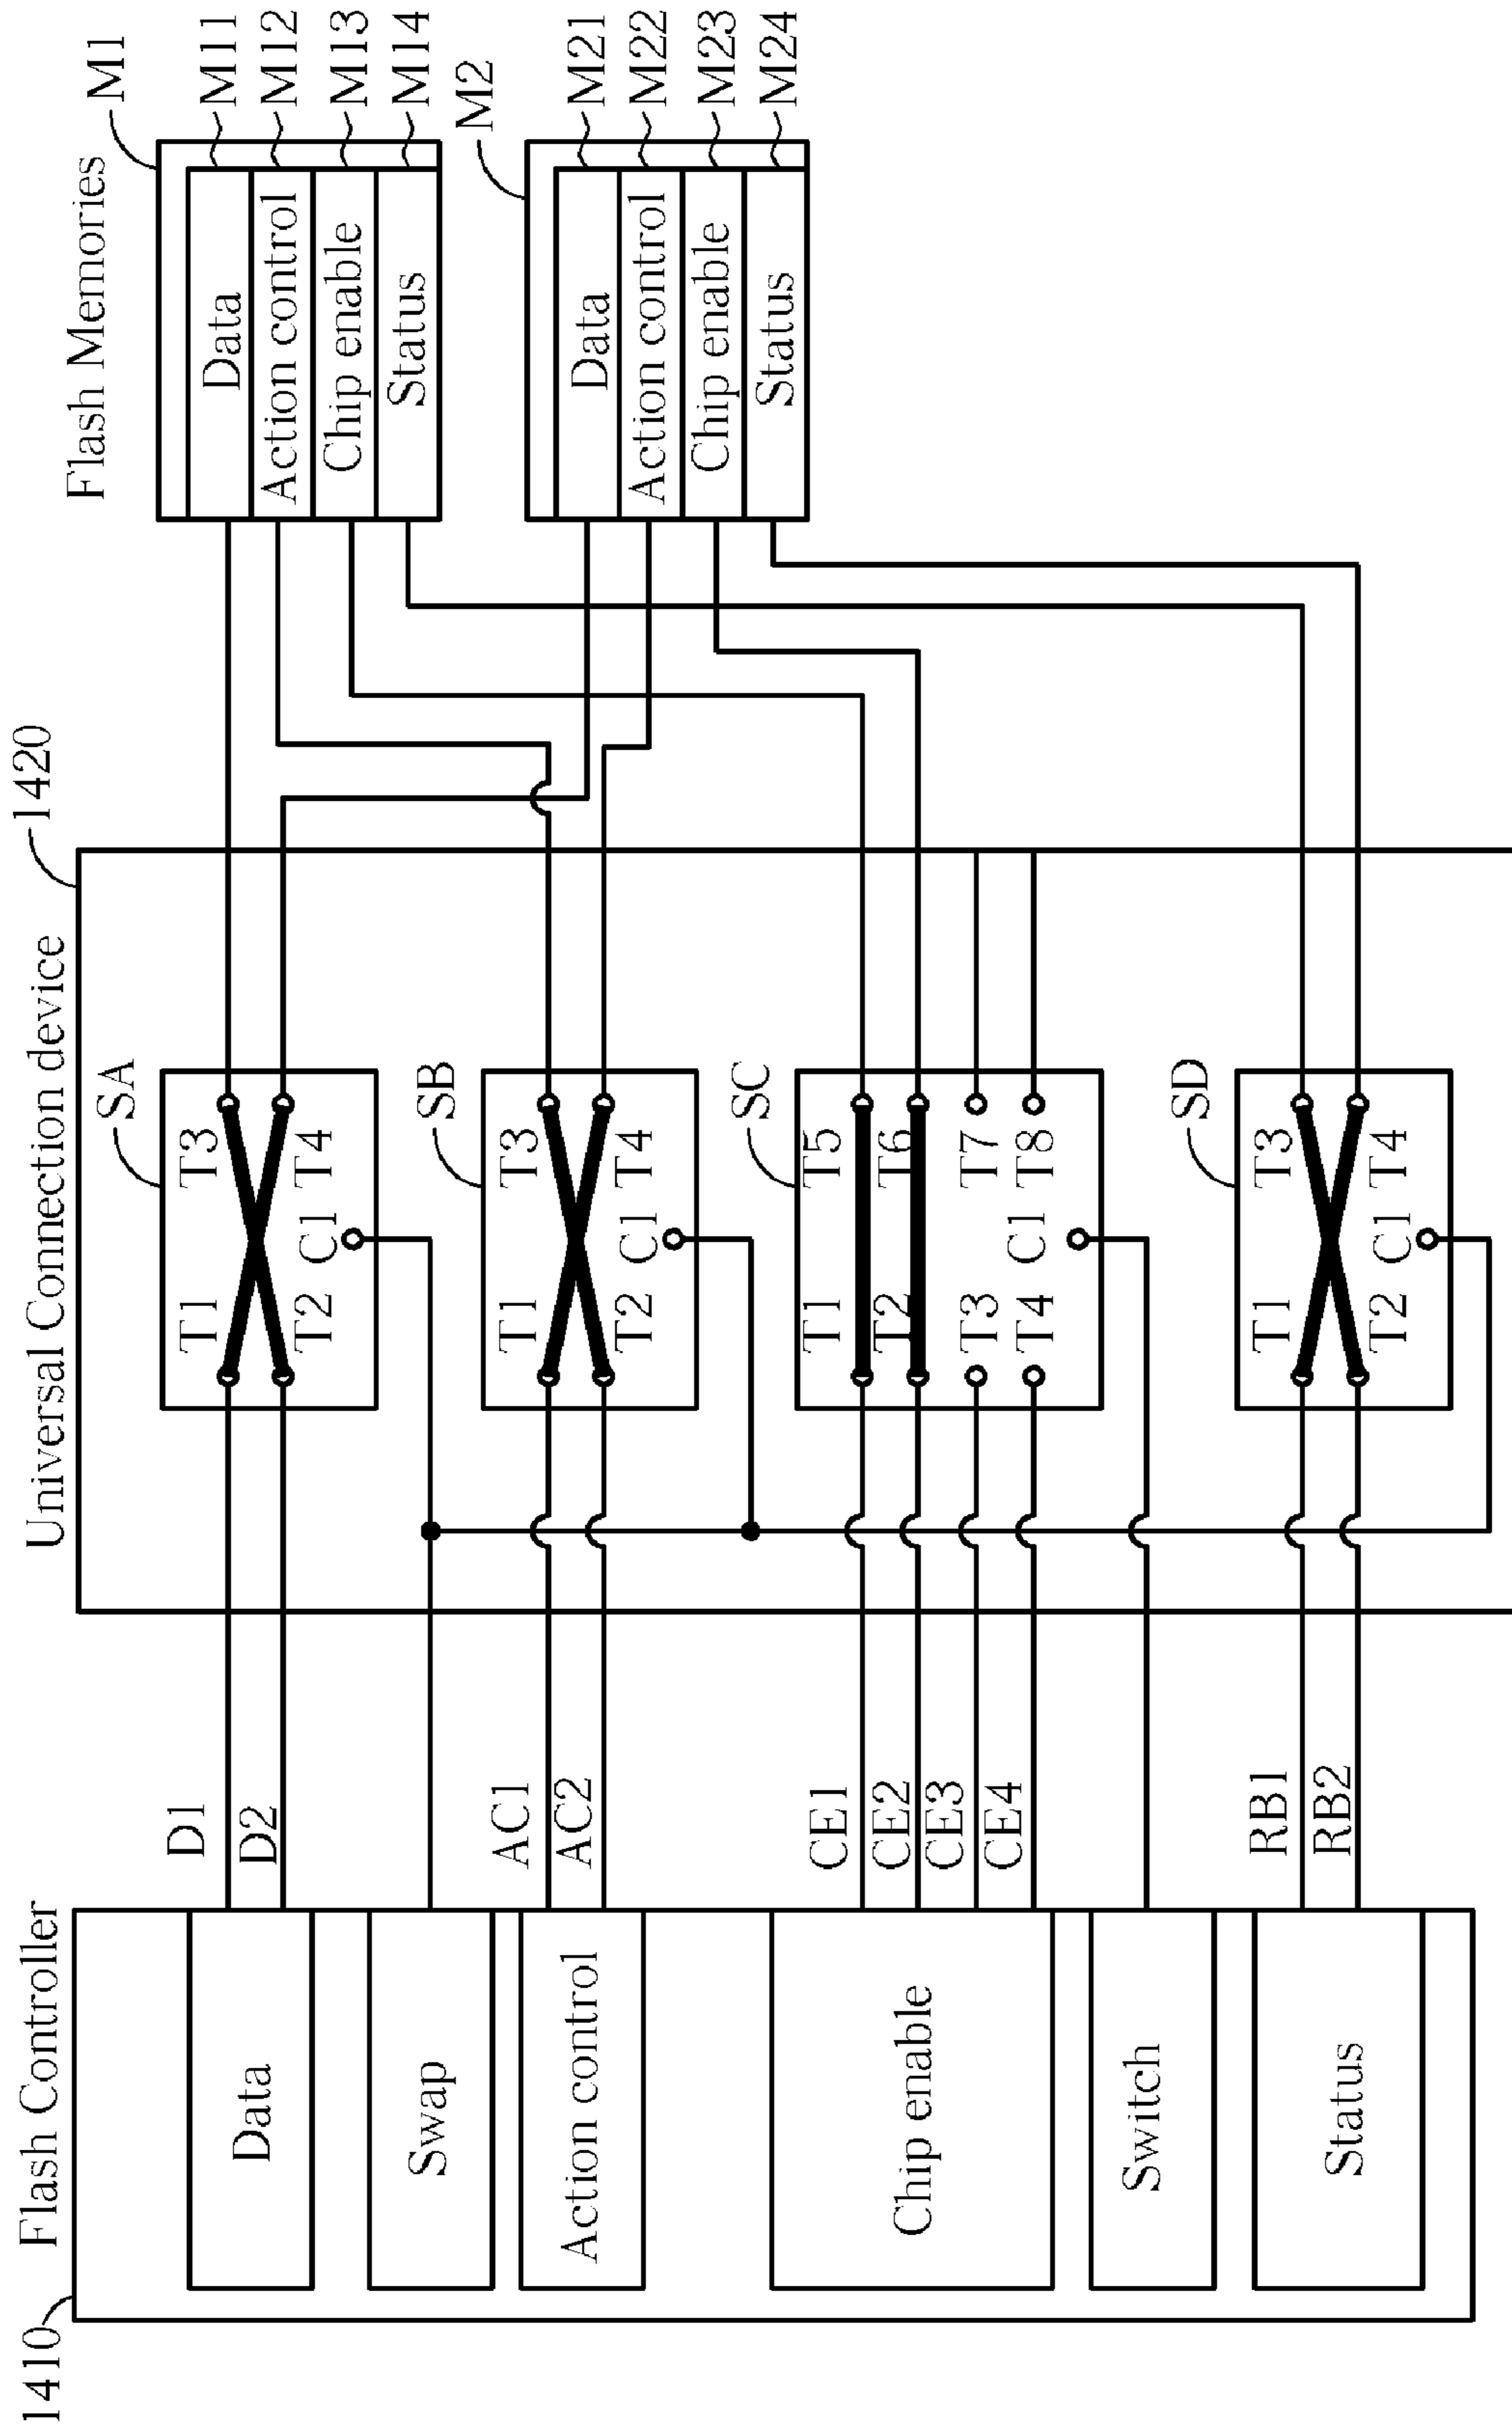 1410
Flash Controller
Data
Swap
Action control
Chip enable
Switch
Status
D1
D2
AC1
AC2
CE1
CE2
CE3
CE4
RB1
RB2
Universal Connection device
1420
SA
T1 T3
T2 C1 T4
SB
T1 T3
T2 C1 T4
SC
T1 T5
T2 T6
T3 T7
T4 C1 T8
SD
T1 T3
T2 C1 T4
Flash Memories
M1
Data M11
Action control M12
Chip enable M13
Status M14
M2
Data M21
Action control M22
Chip enable M23
Status M24